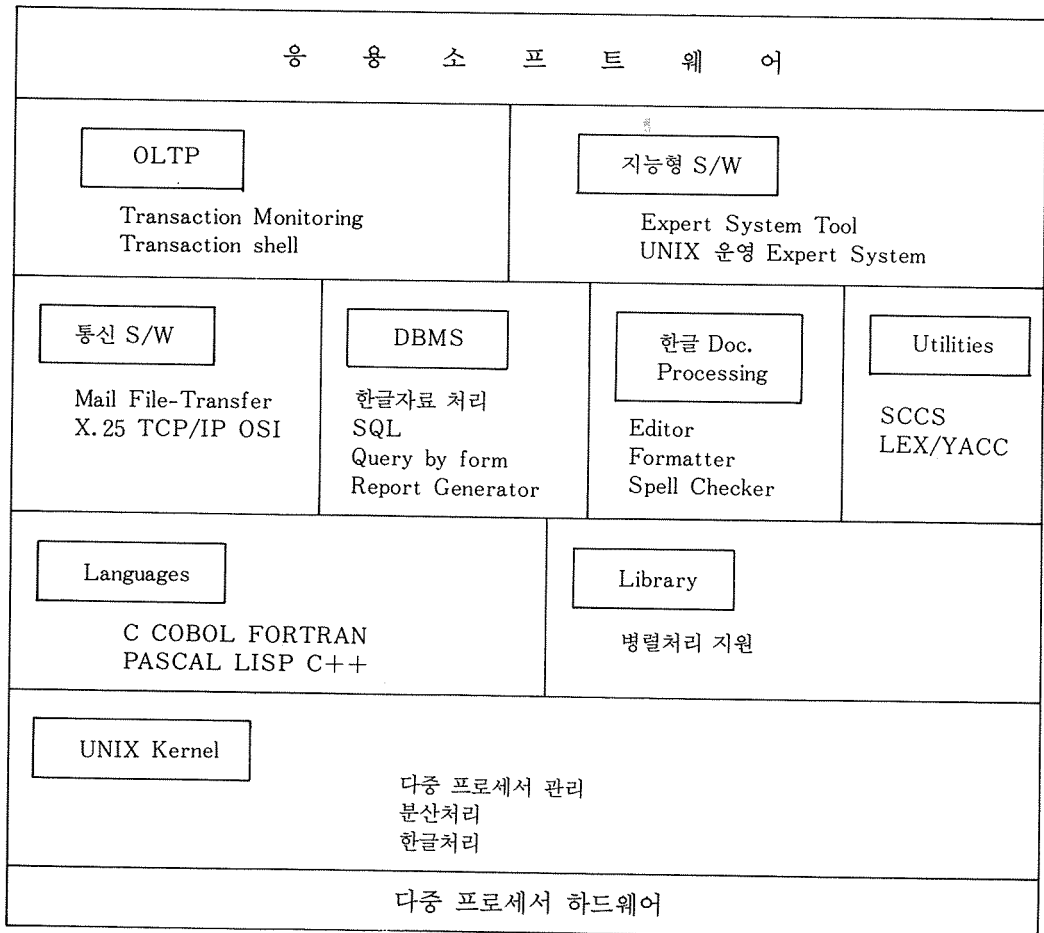 응 용 소 프 트 웨 어
OLTP
Transaction Monitoring
Transaction shell
지능형 S/W
Expert System Tool
UNIX 운영 Expert System
통신 S/W
Mail File-Transfer
X.25 TCP/IP OSI
DBMS
한글자료 처리
SQL
Query by form
Report Generator
한글 Doc.
Processing
Editor
Formatter
Spell Checker
Utilities
SCCS
LEX/YACC
Languages
C COBOL FORTRAN
PASCAL LISP C++
Library
병렬처리 지원
UNIX Kernel
다중 프로세서 관리
분산처리
한글처리
다중 프로세서 하드웨어